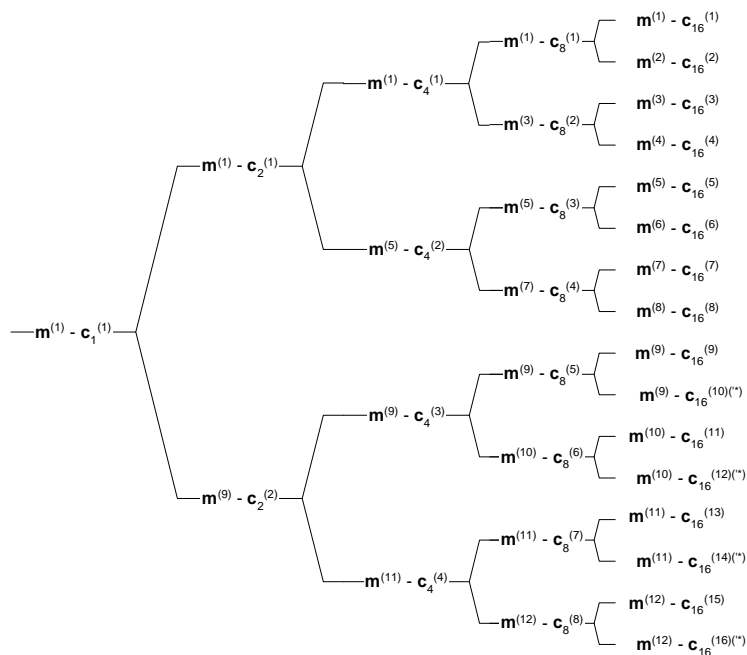 m(1) - c1(1)
m(1) - c2(1)
m(9) - c2(2)
m(1) - c4(1)
m(5) - c4(2)
m(9) - c4(3)
m(11) - c4(4)
m(1) - c8(1)
m(3) - c8(2)
m(5) - c8(3)
m(7) - c8(4)
m(9) - c8(5)
m(10) - c8(6)
m(11) - c8(7)
m(12) - c8(8)
m(1) - c16(1)
m(2) - c16(2)
m(3) - c16(3)
m(4) - c16(4)
m(5) - c16(5)
m(6) - c16(6)
m(7) - c16(7)
m(8) - c16(8)
m(9) - c16(9)
m(9) - c16(10)('*)
m(10) - c16(11)
m(10) - c16(12)('*)
m(11) - c16(13)
m(11) - c16(14)('*)
m(12) - c16(15)
m(12) - c16(16)('*)